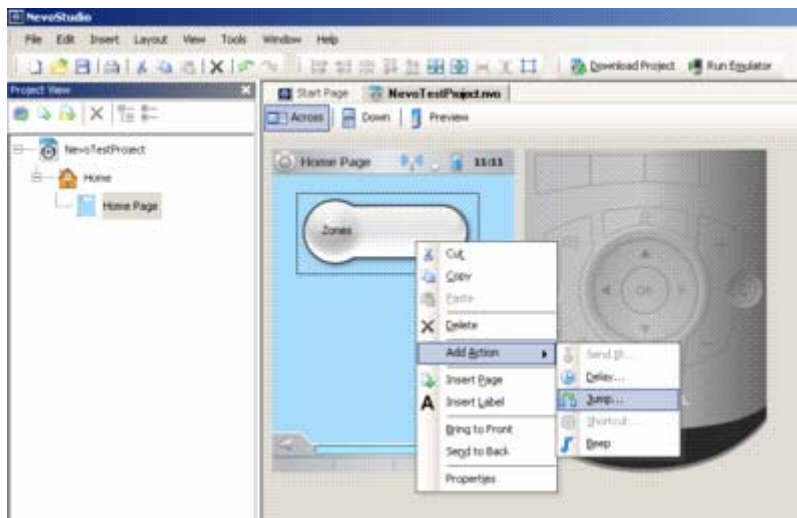 NevoStudio
File Edit Insert Layout View Tools Window Help
Download Project Run Emulator
Project View
Start Page NevoTestProject.nvo
Across Down Preview
NevoTestProject
Home
Home Page
Home Page 11:11
Zones
Cut
Copy
Paste
Delete
Add Action
Insert Page
Insert Label
Bring to Front
Send to Back
Properties
Send IR...
Delay...
Jump...
Shortcut...
Beep
OK